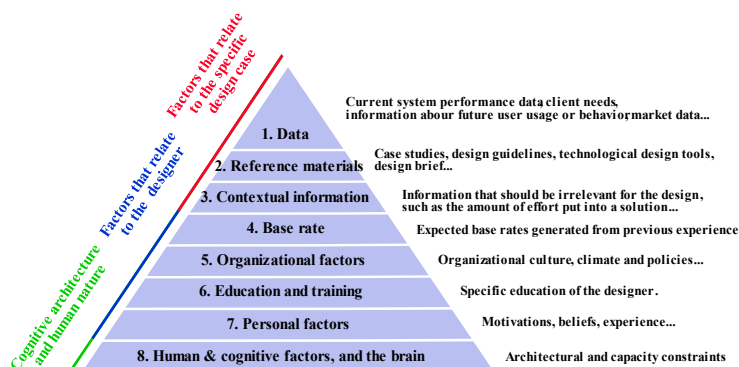 Factors that relate
to the specific
design case
Factors that relate
to the designer
Cognitive architecture
and human nature
1. Data
Current system performance data, client needs,
information abour future user usage or behavior,market data...
2. Reference materials
Case studies, design guidelines, technological design tools,
design brief...
3. Contextual information
Information that should be irrelevant for the design,
such as the amount of effort put into a solution...
4. Base rate
Expected base rates generated from previous experience
5. Organizational factors
Organizational culture, climate and policies...
6. Education and training
Specific education of the designer.
7. Personal factors
Motivations, beliefs, experience...
8. Human & cognitive factors, and the brain
Architectural and capacity constraints